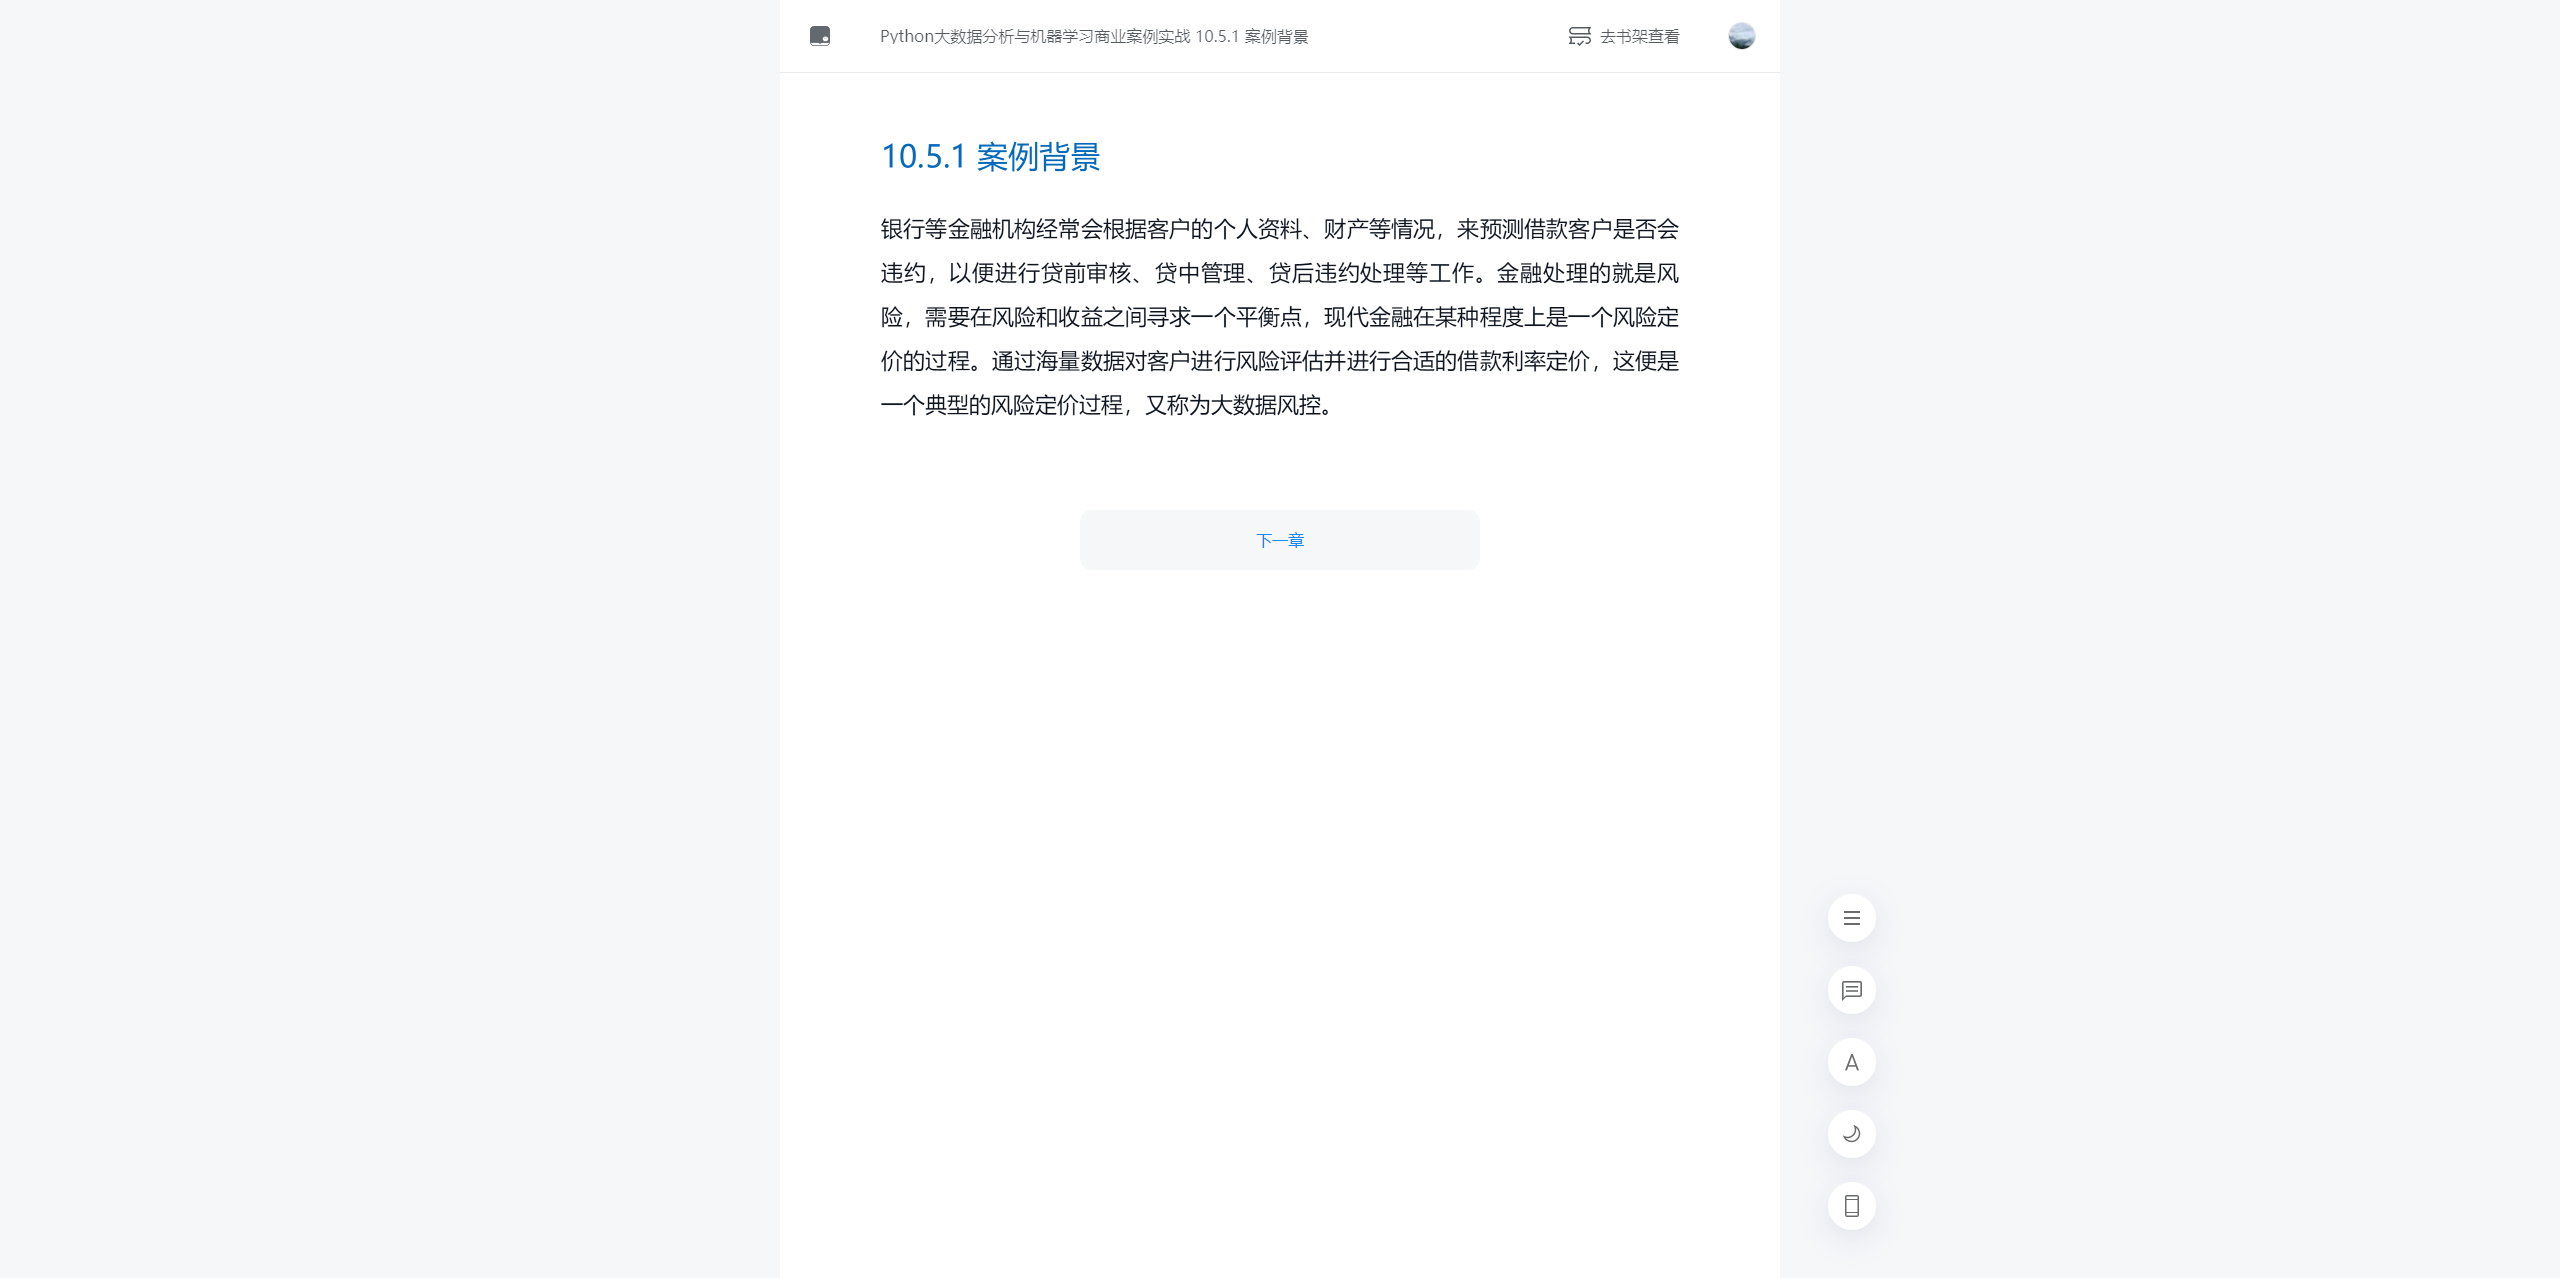 Python大数据分析与机器学习商业案例实战 10.5.1 案例背景
去书架查看
10.5.1 案例背景
银行等金融机构经常会根据客户的个人资料、财产等情况，来预测借款客户是否会
违约，以便进行贷前审核、贷中管理、贷后违约处理等工作。金融处理的就是风
险，需要在风险和收益之间寻求一个平衡点，现代金融在某种程度上是一个风险定
价的过程。通过海量数据对客户进行风险评估并进行合适的借款利率定价，这便是
一个典型的风险定价过程，又称为大数据风控。
下一章
A